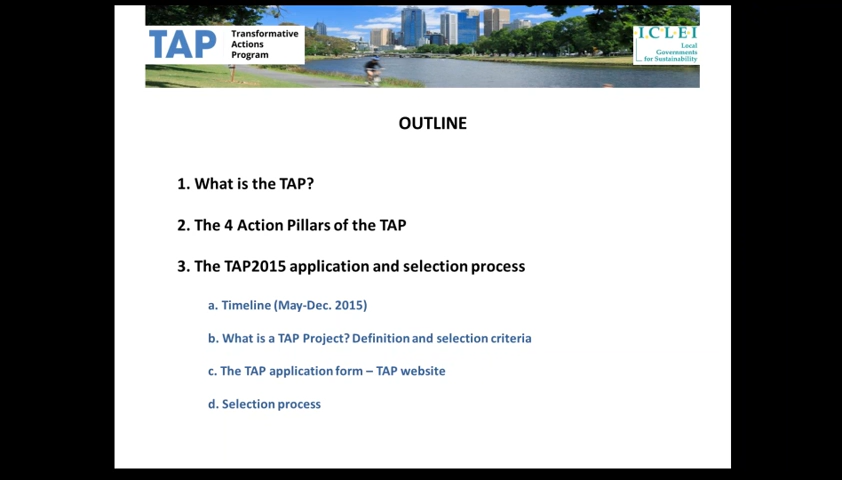 TAP
Transformative
Actions
Program
I.C.L.E.I
Local
Governments
for Sustainability
OUTLINE
1. What is the TAP?
2. The 4 Action Pillars of the TAP
3. The TAP2015 application and selection process
a. Timeline (May-Dec. 2015)
b. What is a TAP Project? Definition and selection criteria
c. The TAP application form – TAP website
d. Selection process